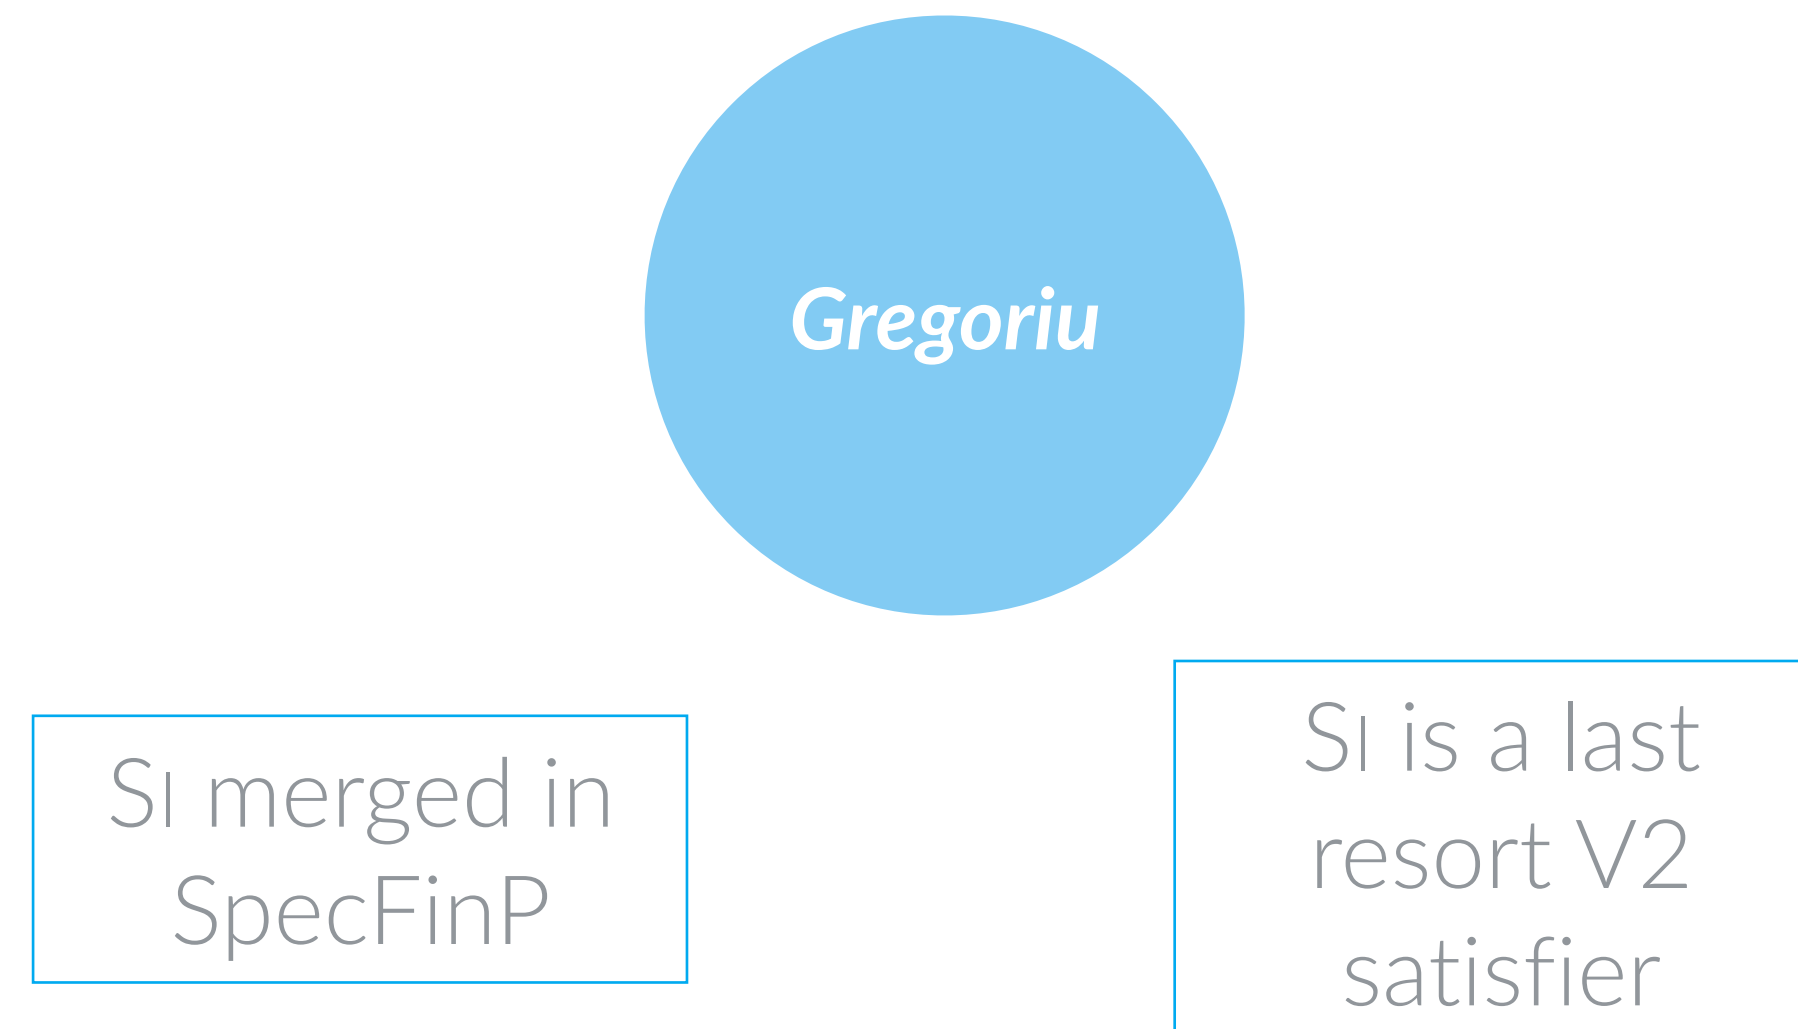 Gregoriu
SI merged in
SpecFinP
SI is a last
resort V2
satisfier